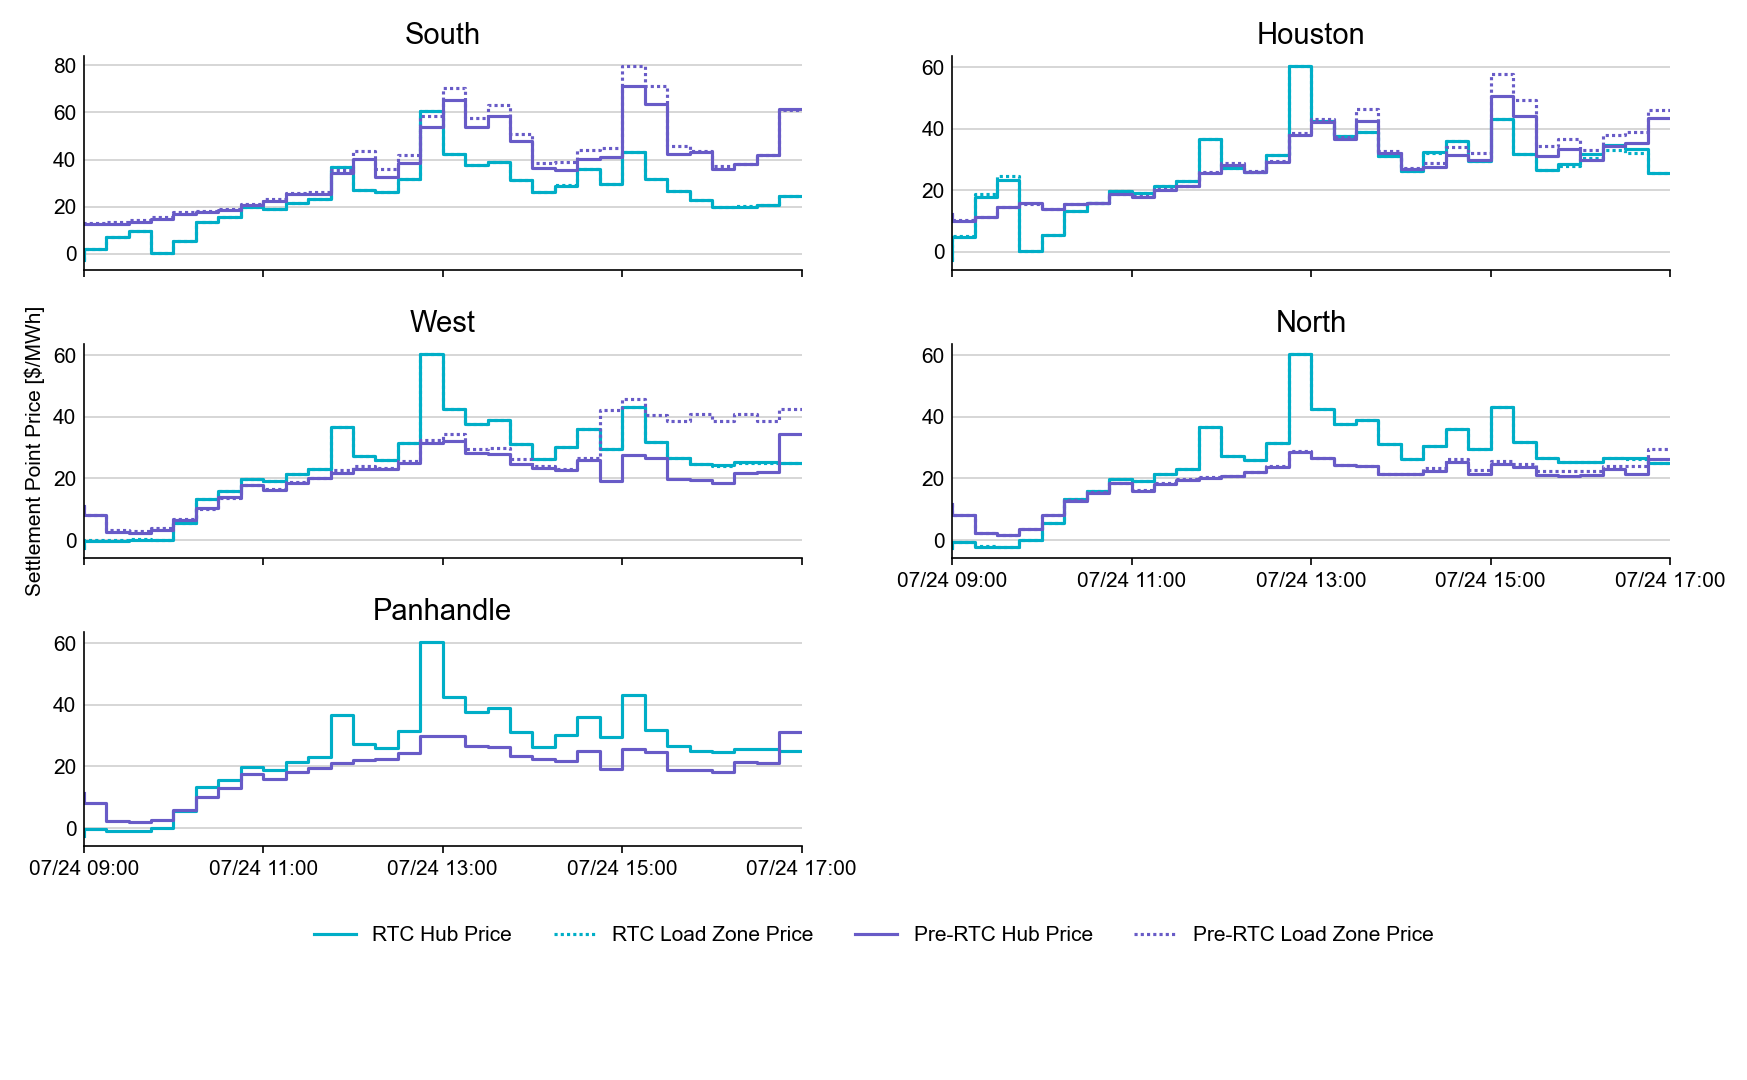 South
80
60
40
20
0
Houston
60
40
20
0
Settlement Point Price [$/MWh]
West
60
40
20
0
North
60
40
20
0
07/24 09:00 07/24 11:00 07/24 13:00 07/24 15:00 07/24 17:00
Panhandle
60
40
20
0
07/24 09:00 07/24 11:00 07/24 13:00 07/24 15:00 07/24 17:00
RTC Hub Price RTC Load Zone Price Pre-RTC Hub Price Pre-RTC Load Zone Price